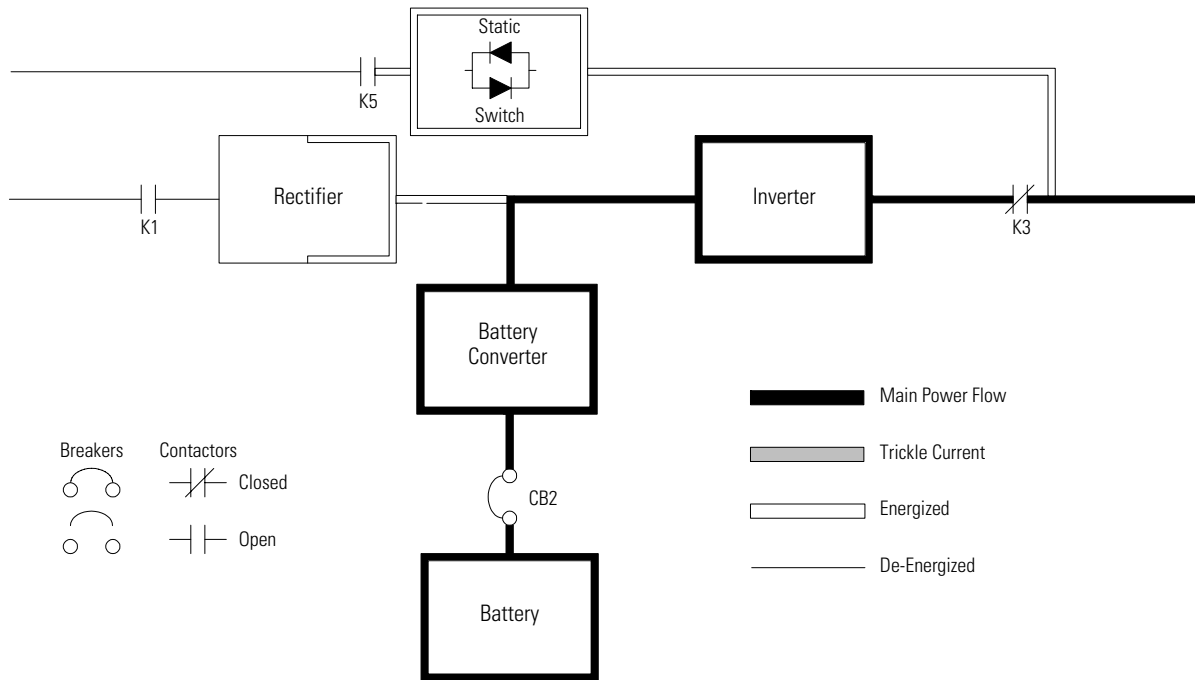 Static
Switch
K5
Rectifier
K1
Inverter
K3
Battery
Converter
CB2
Battery
Breakers
Contactors
Closed
Open
Main Power Flow
Trickle Current
Energized
De-Energized